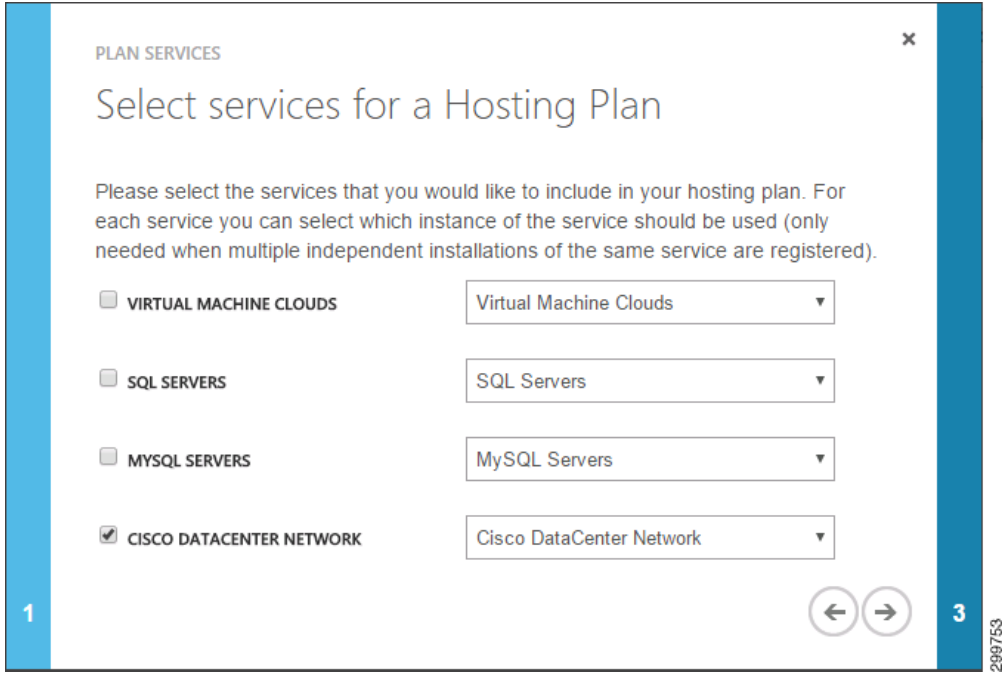 PLAN SERVICES
Select services for a Hosting Plan
Please select the services that you would like to include in your hosting plan. For
each service you can select which instance of the service should be used (only
needed when multiple independent installations of the same service are registered).
VIRTUAL MACHINE CLOUDS
Virtual Machine Clouds
SQL SERVERS
SQL Servers
MYSQL SERVERS
MySQL Servers
CISCO DATACENTER NETWORK
Cisco DataCenter Network
1
3
299753